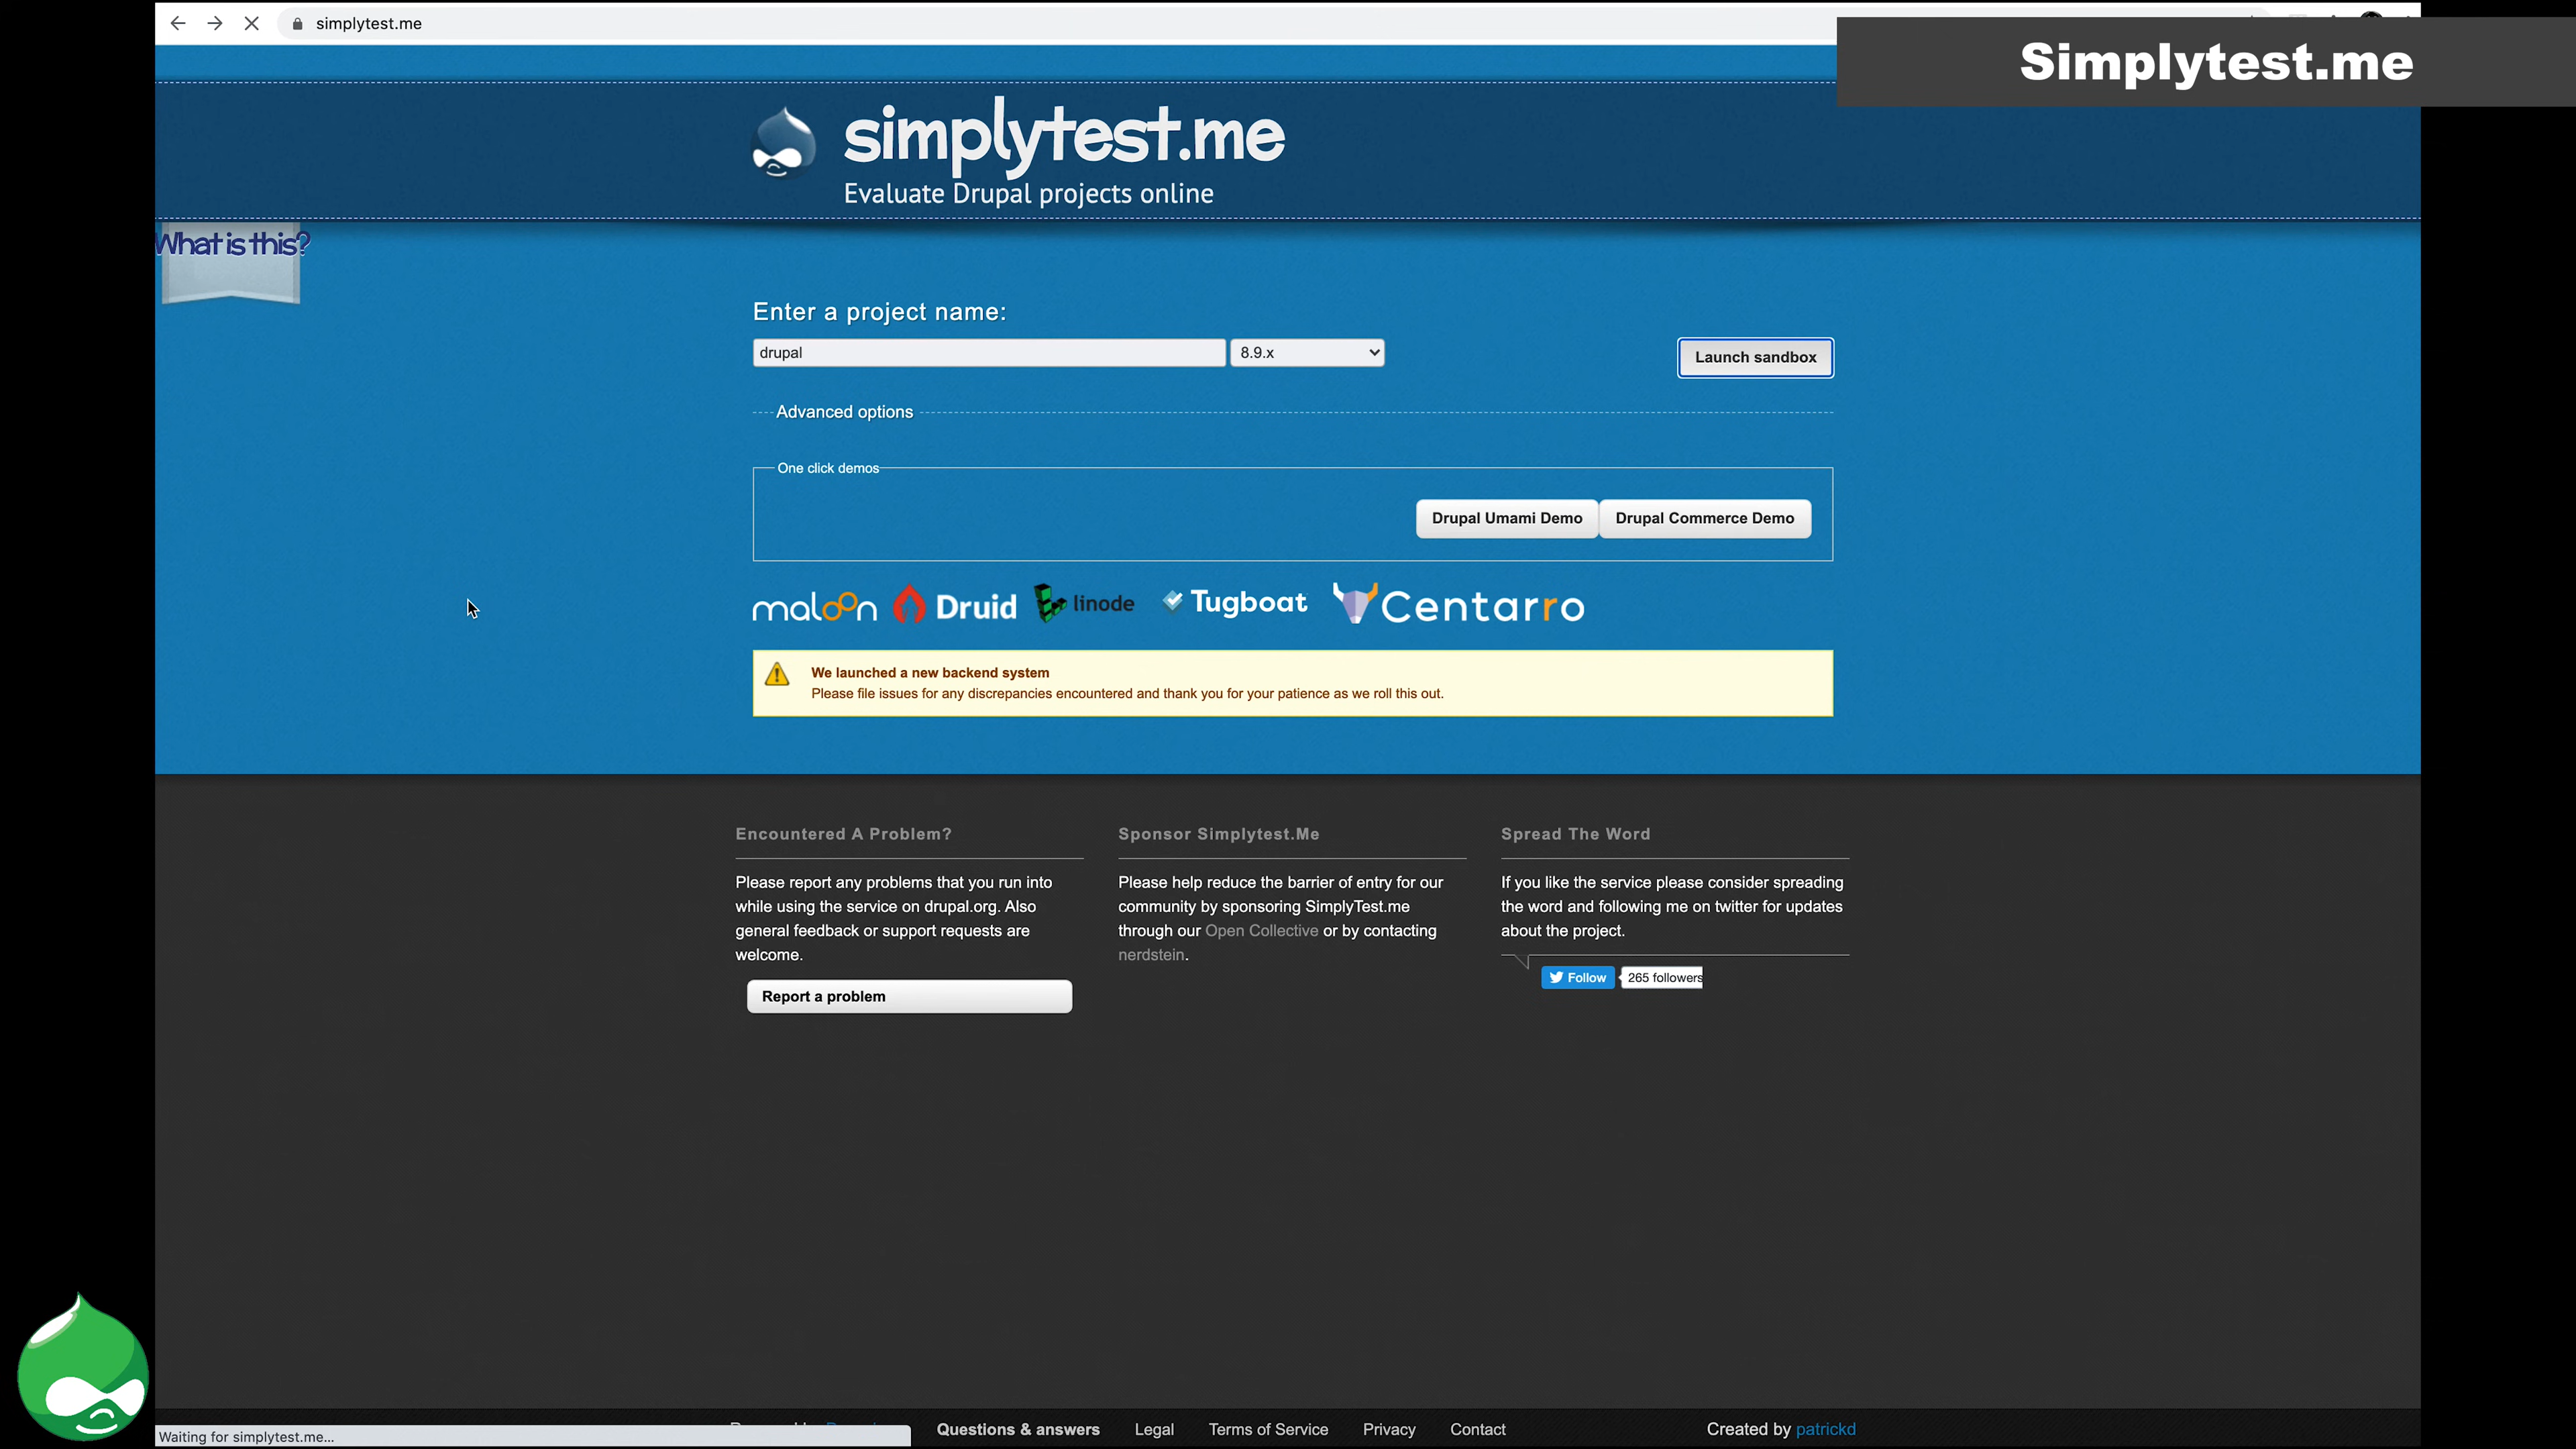 simplytest.me
Simplytest.me
simplytest.me
Evaluate Drupal projects online
What is this?
Enter a project name:
drupal
8.9.x
Launch sandbox
Advanced options
One click demos
Drupal Umami Demo
Drupal Commerce Demo
maloon
Druid
linode
Tugboat
Centarro
We launched a new backend system
Please file issues for any discrepancies encountered and thank you for your patience as we roll this out.
Encountered A Problem?
Please report any problems that you run into
while using the service on drupal.org. Also
general feedback or support requests are
welcome.
Report a problem
Sponsor Simplytest.Me
Please help reduce the barrier of entry for our
community by sponsoring SimplyTest.me
through our Open Collective or by contacting
nerdstein.
Spread The Word
If you like the service please consider spreading
the word and following me on twitter for updates
about the project.
Follow
265 followers
Questions & answers
Legal
Terms of Service
Privacy
Contact
Created by patrickd
Waiting for simplytest.me...